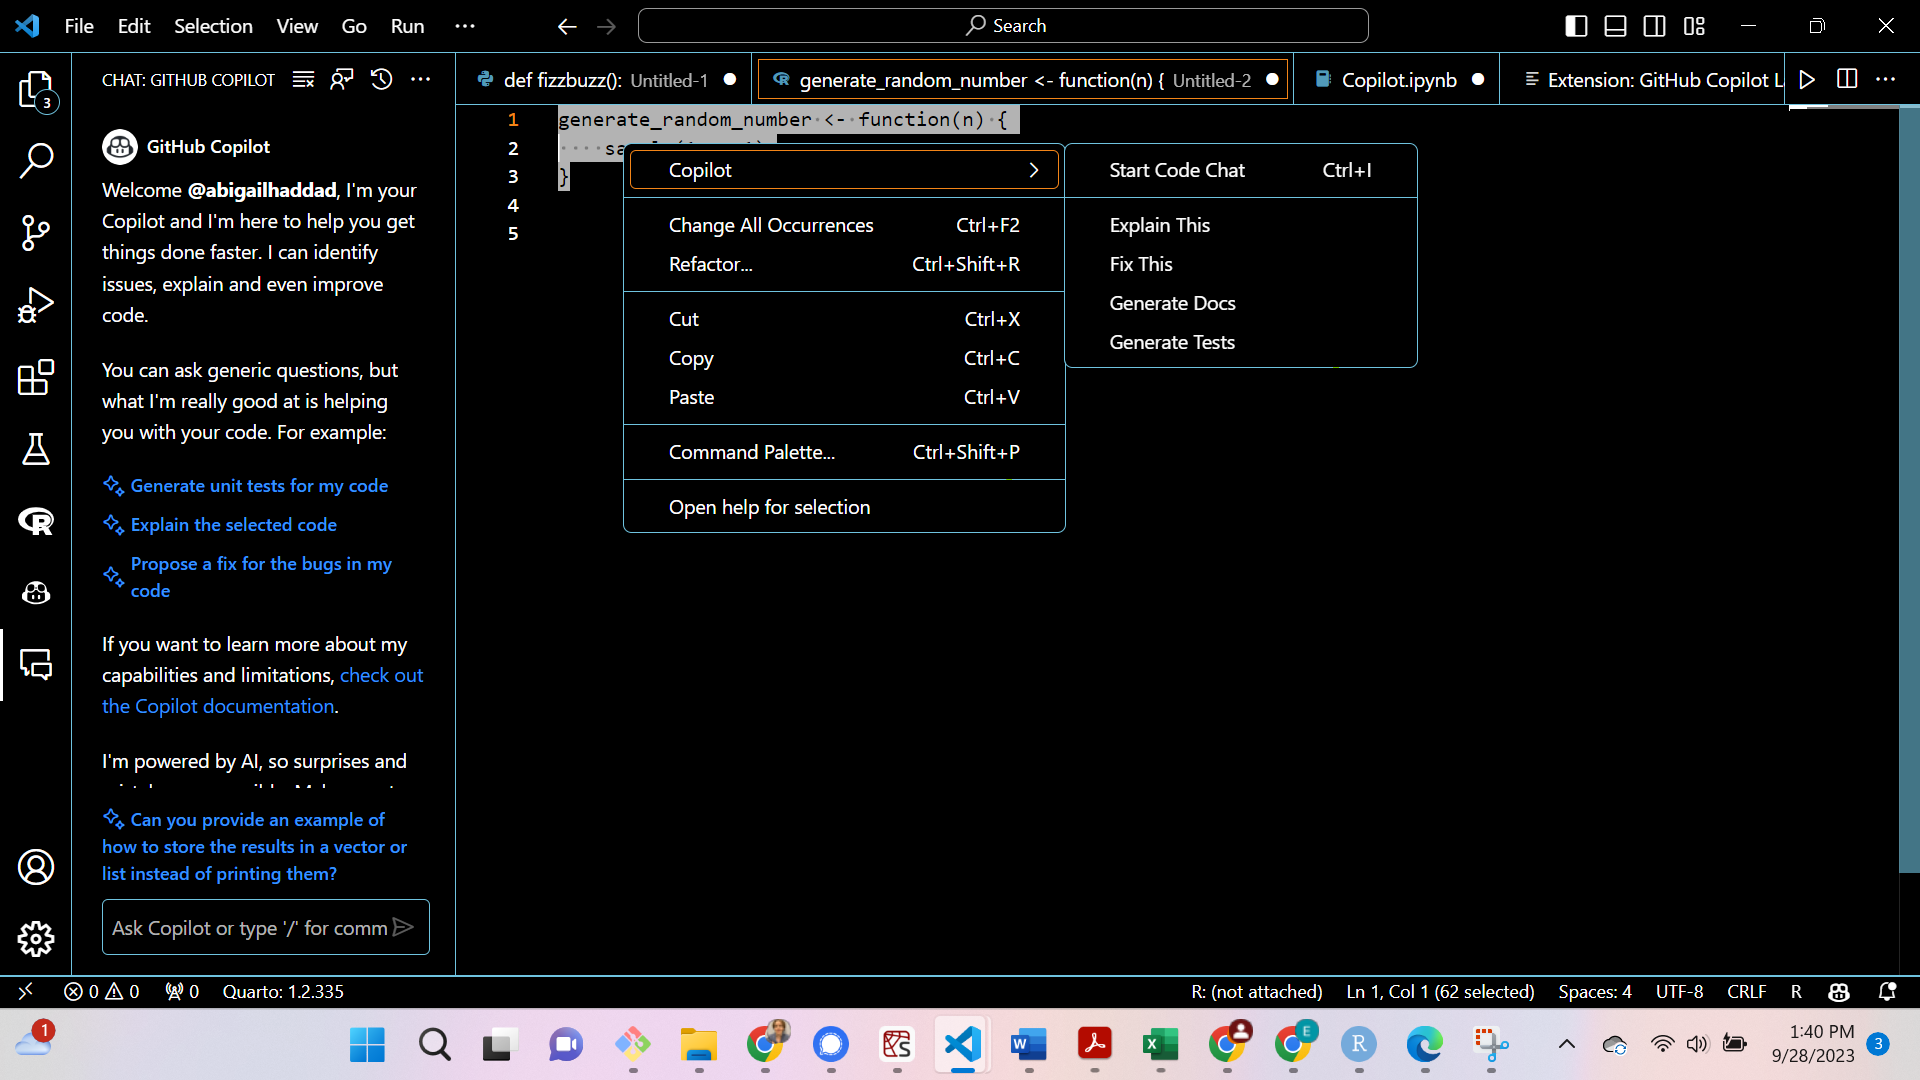 File Edit Selection View Go Run
Search
CHAT: GITHUB COPILOT
def fizzbuzz(): Untitled-1
generate_random_number <- function(n) { Untitled-2
Copilot.ipynb
Extension: GitHub Copilot L
3
GitHub Copilot
Welcome @abigailhaddad, I'm your
Copilot and I'm here to help you get
things done faster. I can identify
issues, explain and even improve
code.
You can ask generic questions, but
what I'm really good at is helping
you with your code. For example:
Generate unit tests for my code
Explain the selected code
Propose a fix for the bugs in my
code
If you want to learn more about my
capabilities and limitations, check out
the Copilot documentation.
I'm powered by AI, so surprises and
Can you provide an example of
how to store the results in a vector or
list instead of printing them?
Ask Copilot or type '/' for comm
1 generate_random_number <- function(n) {
2 sa
3 }
4
5
Copilot
Change All Occurrences Ctrl+F2
Refactor... Ctrl+Shift+R
Cut Ctrl+X
Copy Ctrl+C
Paste Ctrl+V
Command Palette... Ctrl+Shift+P
Open help for selection
Start Code Chat Ctrl+I
Explain This
Fix This
Generate Docs
Generate Tests
0 0 0 Quarto: 1.2.335
R: (not attached) Ln 1, Col 1 (62 selected) Spaces: 4 UTF-8 CRLF R
1
W
X
E
R
1:40 PM
9/28/2023
3